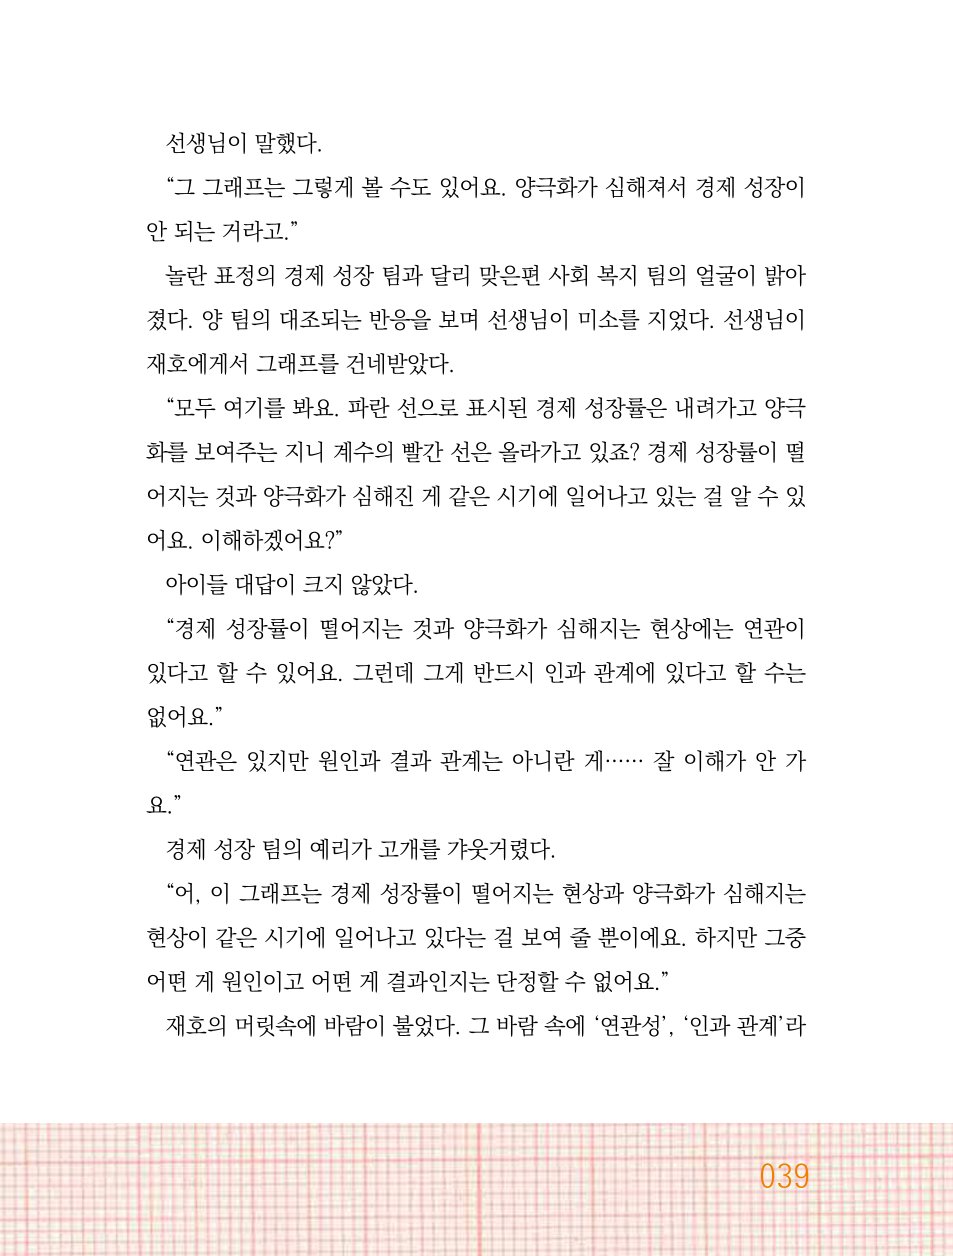 선생님이 말했다.
“그 그래프는 그렇게 볼 수도 있어요. 양극화가 심해져서 경제 성장이
안 되는 거라고.”
놀란 표정의 경제 성장 팀과 달리 맞은편 사회 복지 팀의 얼굴이 밝아
졌다. 양 팀의 대조되는 반응을 보며 선생님이 미소를 지었다. 선생님이
재호에게서 그래프를 건네받았다.
“모두 여기를 봐요. 파란 선으로 표시된 경제 성장률은 내려가고 양극
화를 보여주는 지니 계수의 빨간 선은 올라가고 있죠? 경제 성장률이 떨
어지는 것과 양극화가 심해진 게 같은 시기에 일어나고 있는 걸 알 수 있
어요. 이해하겠어요?”
아이들 대답이 크지 않았다.
“경제 성장률이 떨어지는 것과 양극화가 심해지는 현상에는 연관이
있다고 할 수 있어요. 그런데 그게 반드시 인과 관계에 있다고 할 수는
없어요.”
“연관은 있지만 원인과 결과 관계는 아니란 게…… 잘 이해가 안 가
요.”
경제 성장 팀의 예리가 고개를 갸웃거렸다.
“어, 이 그래프는 경제 성장률이 떨어지는 현상과 양극화가 심해지는
현상이 같은 시기에 일어나고 있다는 걸 보여 줄 뿐이에요. 하지만 그중
어떤 게 원인이고 어떤 게 결과인지는 단정할 수 없어요.”
재호의 머릿속에 바람이 불었다. 그 바람 속에 ‘연관성’, ‘인과 관계’라
039